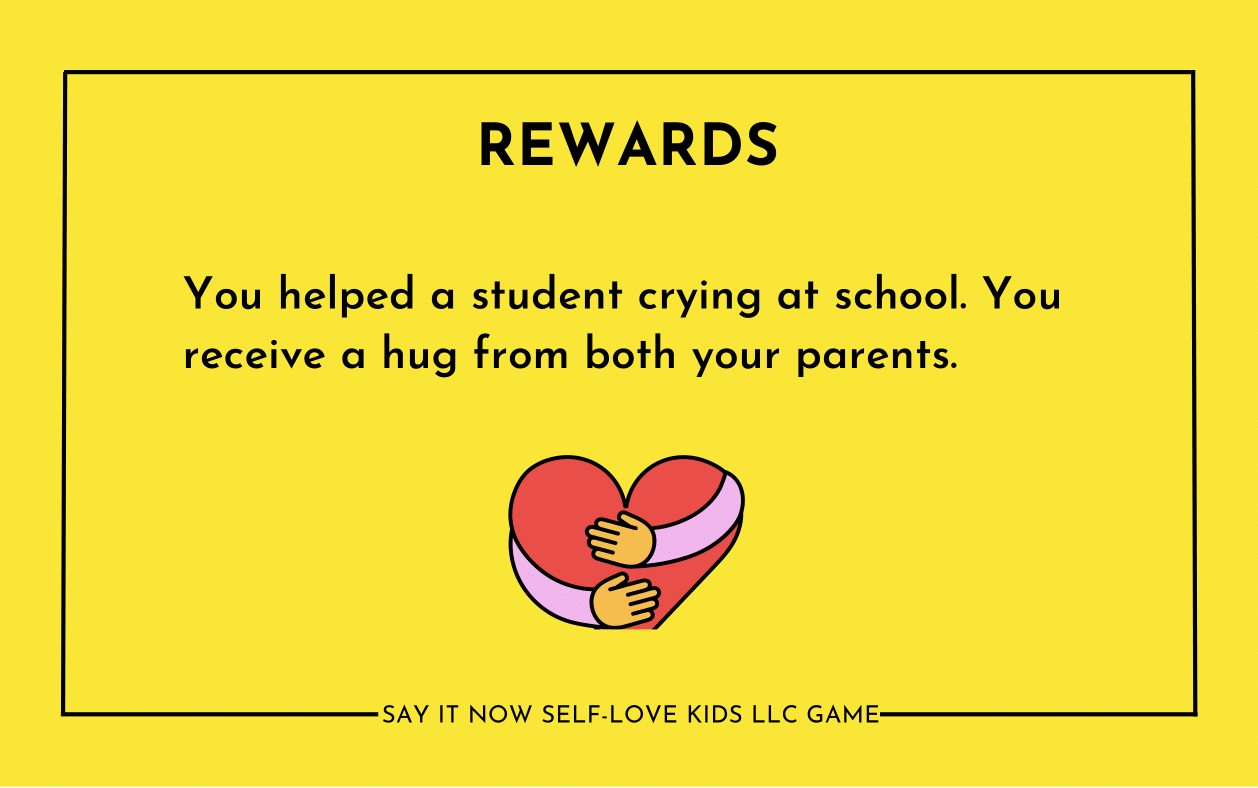 REWARDS
You helped a student crying at school. You
receive a hug from both your parents.
SAY IT NOW SELF-LOVE KIDS LLC GAME